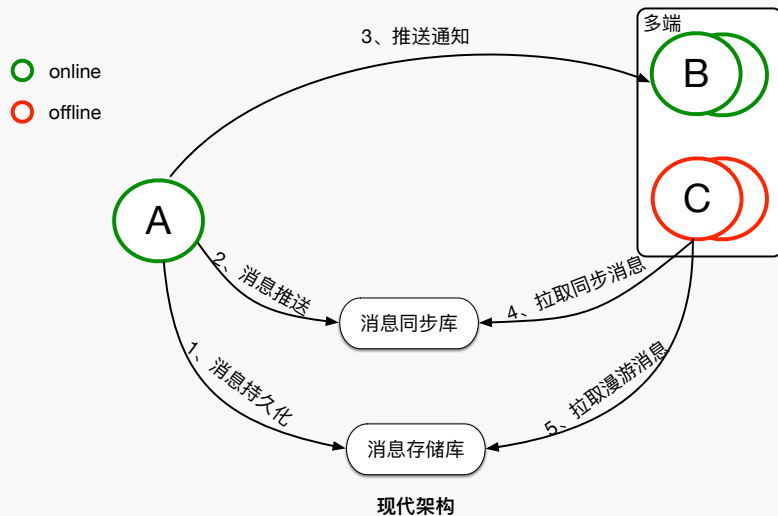 3、推送通知
多端
online
B
offline
A
C
2、消息推送
4、拉取同步消息
消息同步库
1、消息持久化
5、拉取漫游消息
消息存储库
现代架构